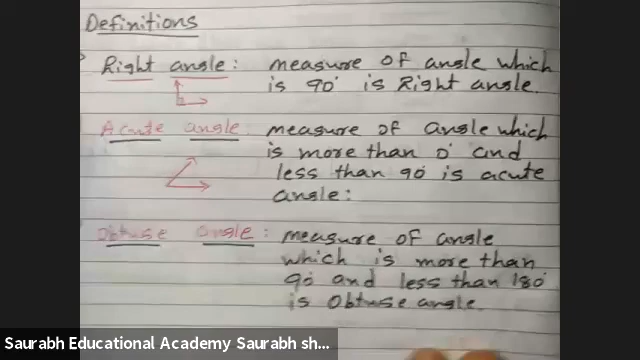 Definitions
Right angle: measure of angle which
is 90° is Right angle.
Acute angle measure of angle which
is more than 0° and
less than 90° is acute
angle:
Obtuse angle: measure of angle
which is more than
90° and less than 180°
is Obtuse angle.
Saurabh Educational Academy Saurabh sh...